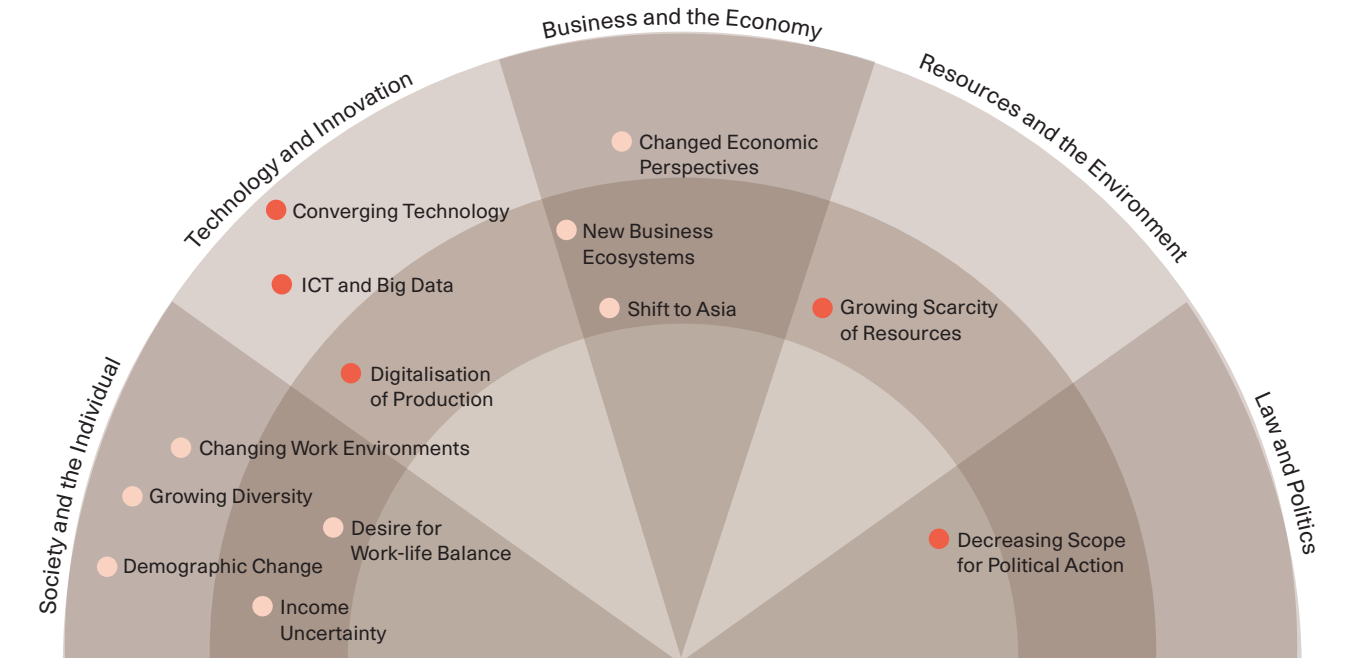 Business and the Economy
Technology and Innovation
Resources and the Environment
Society and the Individual
Law and Politics
Changed Economic
Perspectives
Converging Technology
New Business
Ecosystems
ICT and Big Data
Shift to Asia
Growing Scarcity
of Resources
Digitalisation
of Production
Changing Work Environments
Growing Diversity
Desire for
Work-life Balance
Decreasing Scope
for Political Action
Demographic Change
Income
Uncertainty